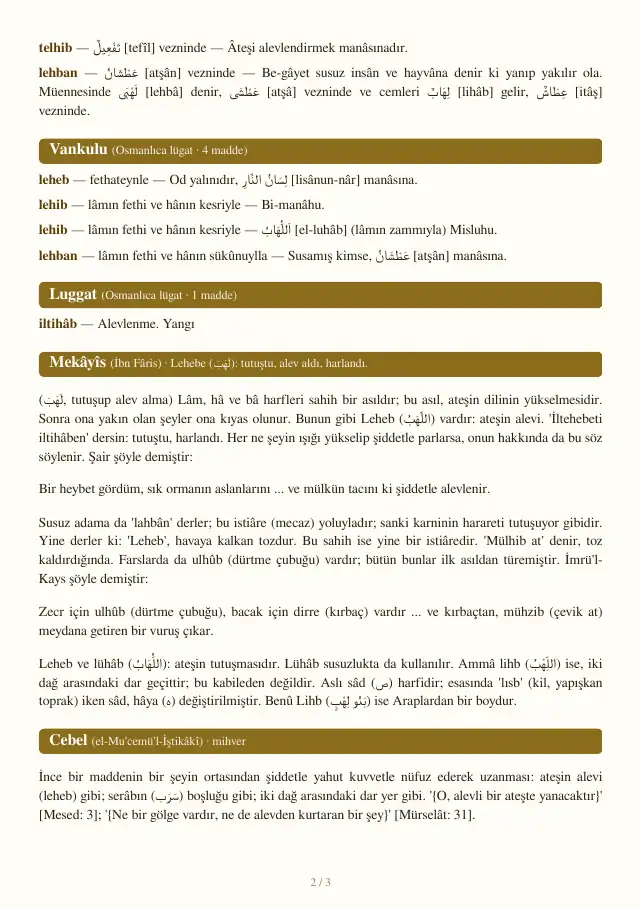 telhib — تَفْعِيلٌ [tefîl] vezninde — Âteşi alevlendirmek manâsınadır.
lehban — عَطْشَانُ [atşân] vezninde — Be-gâyet susuz insân ve hayvâna denir ki yanıp yakılır ola.
Müennesinde لَهْبَى [lehbâ] denir, عَطْشَى [atşâ] vezninde ve cemleri لِهَابٌ [lihâb] gelir, عِطَاشٌ [itâş]
vezninde.
Vankulu (Osmanlıca lügat · 4 madde)
leheb — fethateynle — Od yalınıdır, لِسَانُ النَّارِ [lisânun-nâr] manâsına.
lehib — lâmın fethi ve hânın kesriyle — Bi-manâhu.
lehib — lâmın fethi ve hânın kesriyle — اَللُّهَابُ [el-luhâb] (lâmın zammıyla) Misluhu.
lehban — lâmın fethi ve hânın sükûnuylla — Susamış kimse, عَطْشَانُ [atşân] manâsına.
Luggat (Osmanlıca lügat · 1 madde)
iltihâb — Alevlenme. Yangı
Mekâyîs (İbn Fâris) · Lehebe (لَهَبَ): tutuştu, alev aldı, harlandı.
(لَهَبَ, tutuşup alev alma) Lâm, hâ ve bâ harfleri sahih bir asıldır; bu asıl, ateşin dilinin yükselmesidir.
Sonra ona yakın olan şeyler ona kıyas olunur. Bunun gibi Leheb (اللَّهَبُ) vardır: ateşin alevi. 'İltehebeti
iltihâben' dersin: tutuştu, harlandı. Her ne şeyin ışığı yükselip şiddetle parlarsa, onun hakkında da bu söz
söylenir. Şair şöyle demiştir:
Bir heybet gördüm, sık ormanın aslanlarını ... ve mülkün tacını ki şiddetle alevlenir.
Susuz adama da 'lahbân' derler; bu istiâre (mecaz) yoluyladır; sanki karninin harareti tutuşuyor gibidir.
Yine derler ki: 'Leheb', havaya kalkan tozdur. Bu sahih ise yine bir istiâredir. 'Mülhib at' denir, toz
kaldırdığında. Farslarda da ulhûb (dürtme çubuğu) vardır; bütün bunlar ilk asıldan türemiştir. İmrü'l-
Kays şöyle demiştir:
Zecr için ulhûb (dürtme çubuğu), bacak için dirre (kırbaç) vardır ... ve kırbaçtan, mühzib (çevik at)
meydana getiren bir vuruş çıkar.
Leheb ve lühâb (اللُّهَابُ): ateşin tutuşmasıdır. Lühâb susuzlukta da kullanılır. Ammâ lihb (اللِّهْبُ) ise, iki
dağ arasındaki dar geçittir; bu kabileden değildir. Aslı sâd (ص) harfidir; esasında 'lısb' (kil, yapışkan
toprak) iken sâd, hâya (ه) değiştirilmiştir. Benû Lihb (بَنُو لِهْبٍ) ise Araplardan bir boydur.
Cebel (el-Mu'cemü'l-İştikâkî) · mihver
İnce bir maddenin bir şeyin ortasından şiddetle yahut kuvvetle nüfuz ederek uzanması: ateşin alevi
(leheb) gibi; serâbın (سَرَب) boşluğu gibi; iki dağ arasındaki dar yer gibi. '{O, alevli bir ateşte yanacaktır}'
[Mesed: 3]; '{Ne bir gölge vardır, ne de alevden kurtaran bir şey}' [Mürselât: 31].
2 / 3